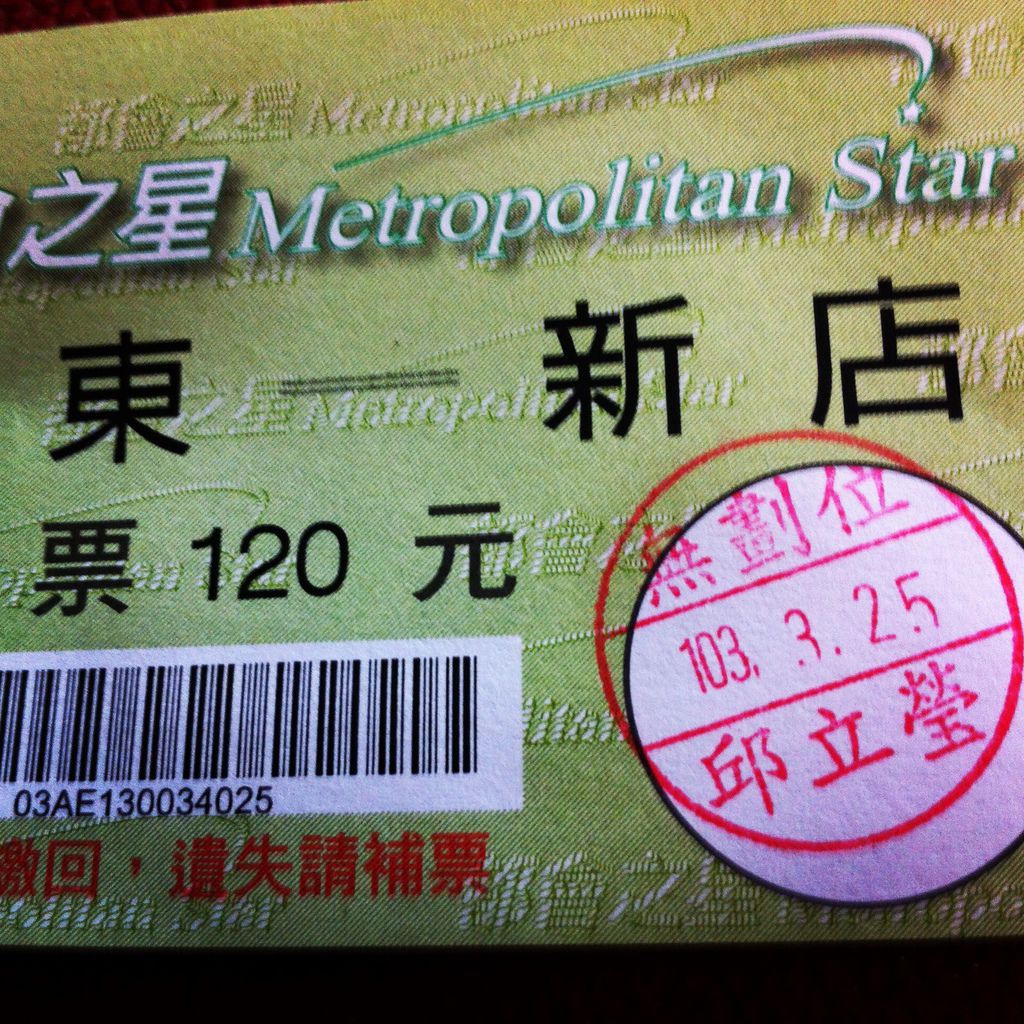 之星 Metropolitan Star
東 — 新 店
票 120 元
無劃位
103. 3. 25
邱立瑩
03AE130034025
繳回，遺失請補票